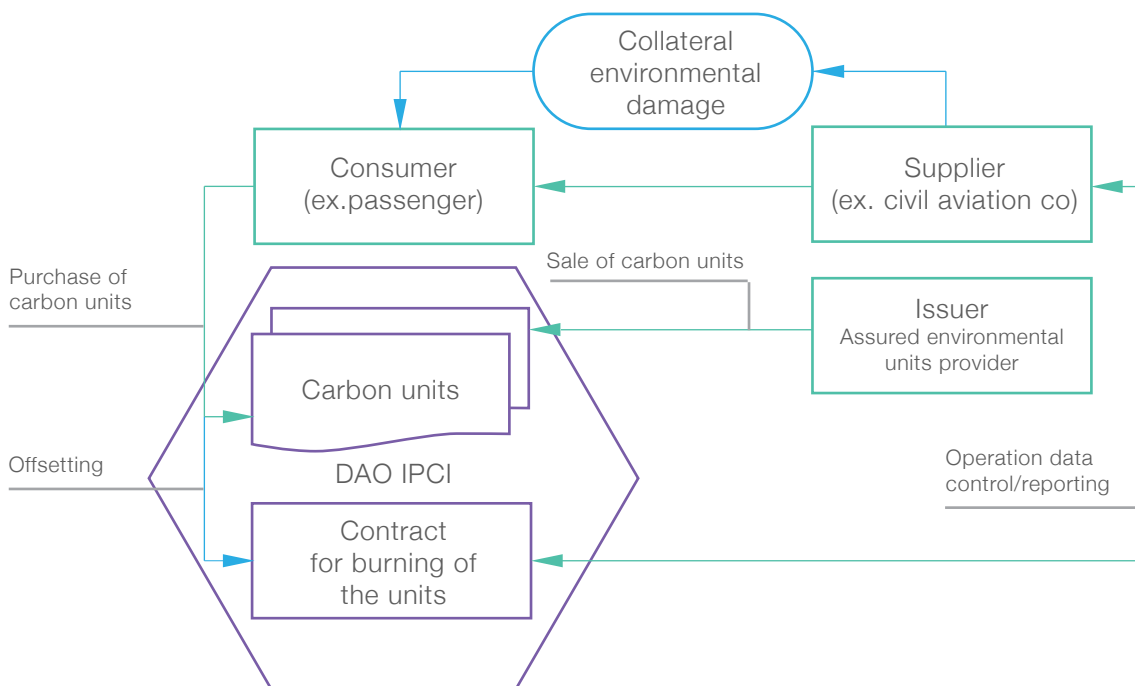 Collateral
environmental
damage
Consumer
(ex.passenger)
Supplier
(ex. civil aviation co)
Purchase of
carbon units
Sale of carbon units
Issuer
Assured environmental
units provider
Carbon units
Offsetting
DAO IPCI
Operation data
control/reporting
Contract
for burning of
the units